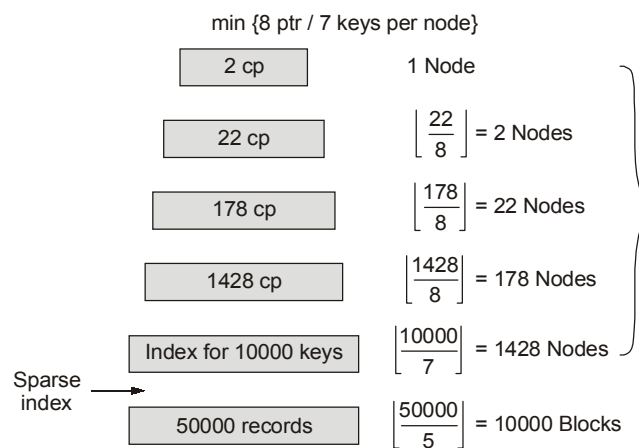 min {8 ptr / 7 keys per node}
2 cp 1 Node
22 cp ⌊22/8⌋ = 2 Nodes
178 cp ⌊178/8⌋ = 22 Nodes
1428 cp ⌊1428/8⌋ = 178 Nodes
Index for 10000 keys ⌊10000/7⌋ = 1428 Nodes
Sparse
index
50000 records ⌊50000/5⌋ = 10000 Blocks